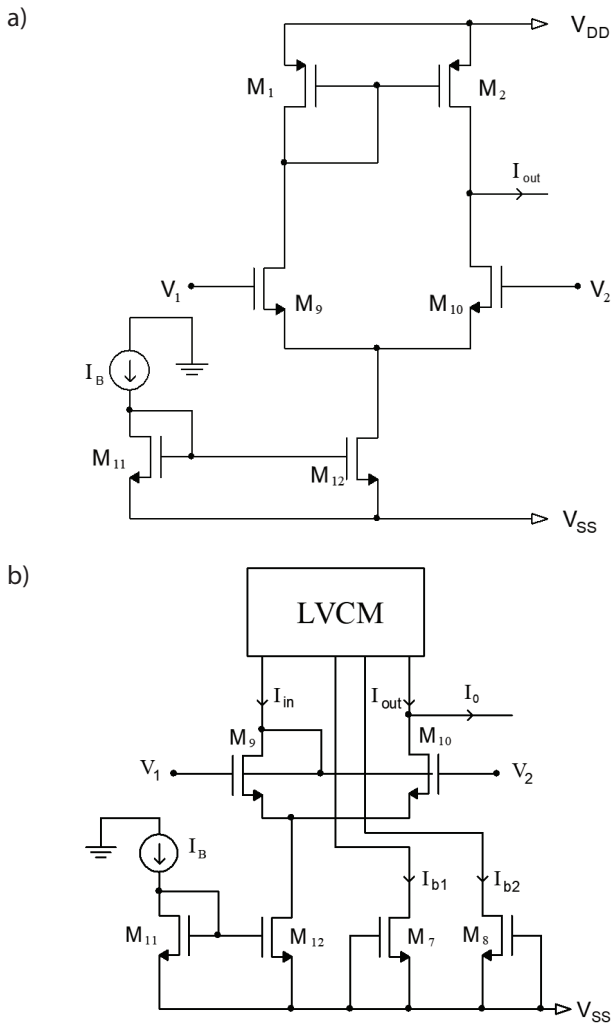 a)
V_DD
M_1
M_2
I_out
V_1
M_9
M_10
V_2
I_B
M_11
M_12
V_SS
b)
LVCM
I_in
I_out
I_0
M_9
M_10
V_1
V_2
I_B
I_b1
I_b2
M_11
M_12
M_7
M_8
V_SS